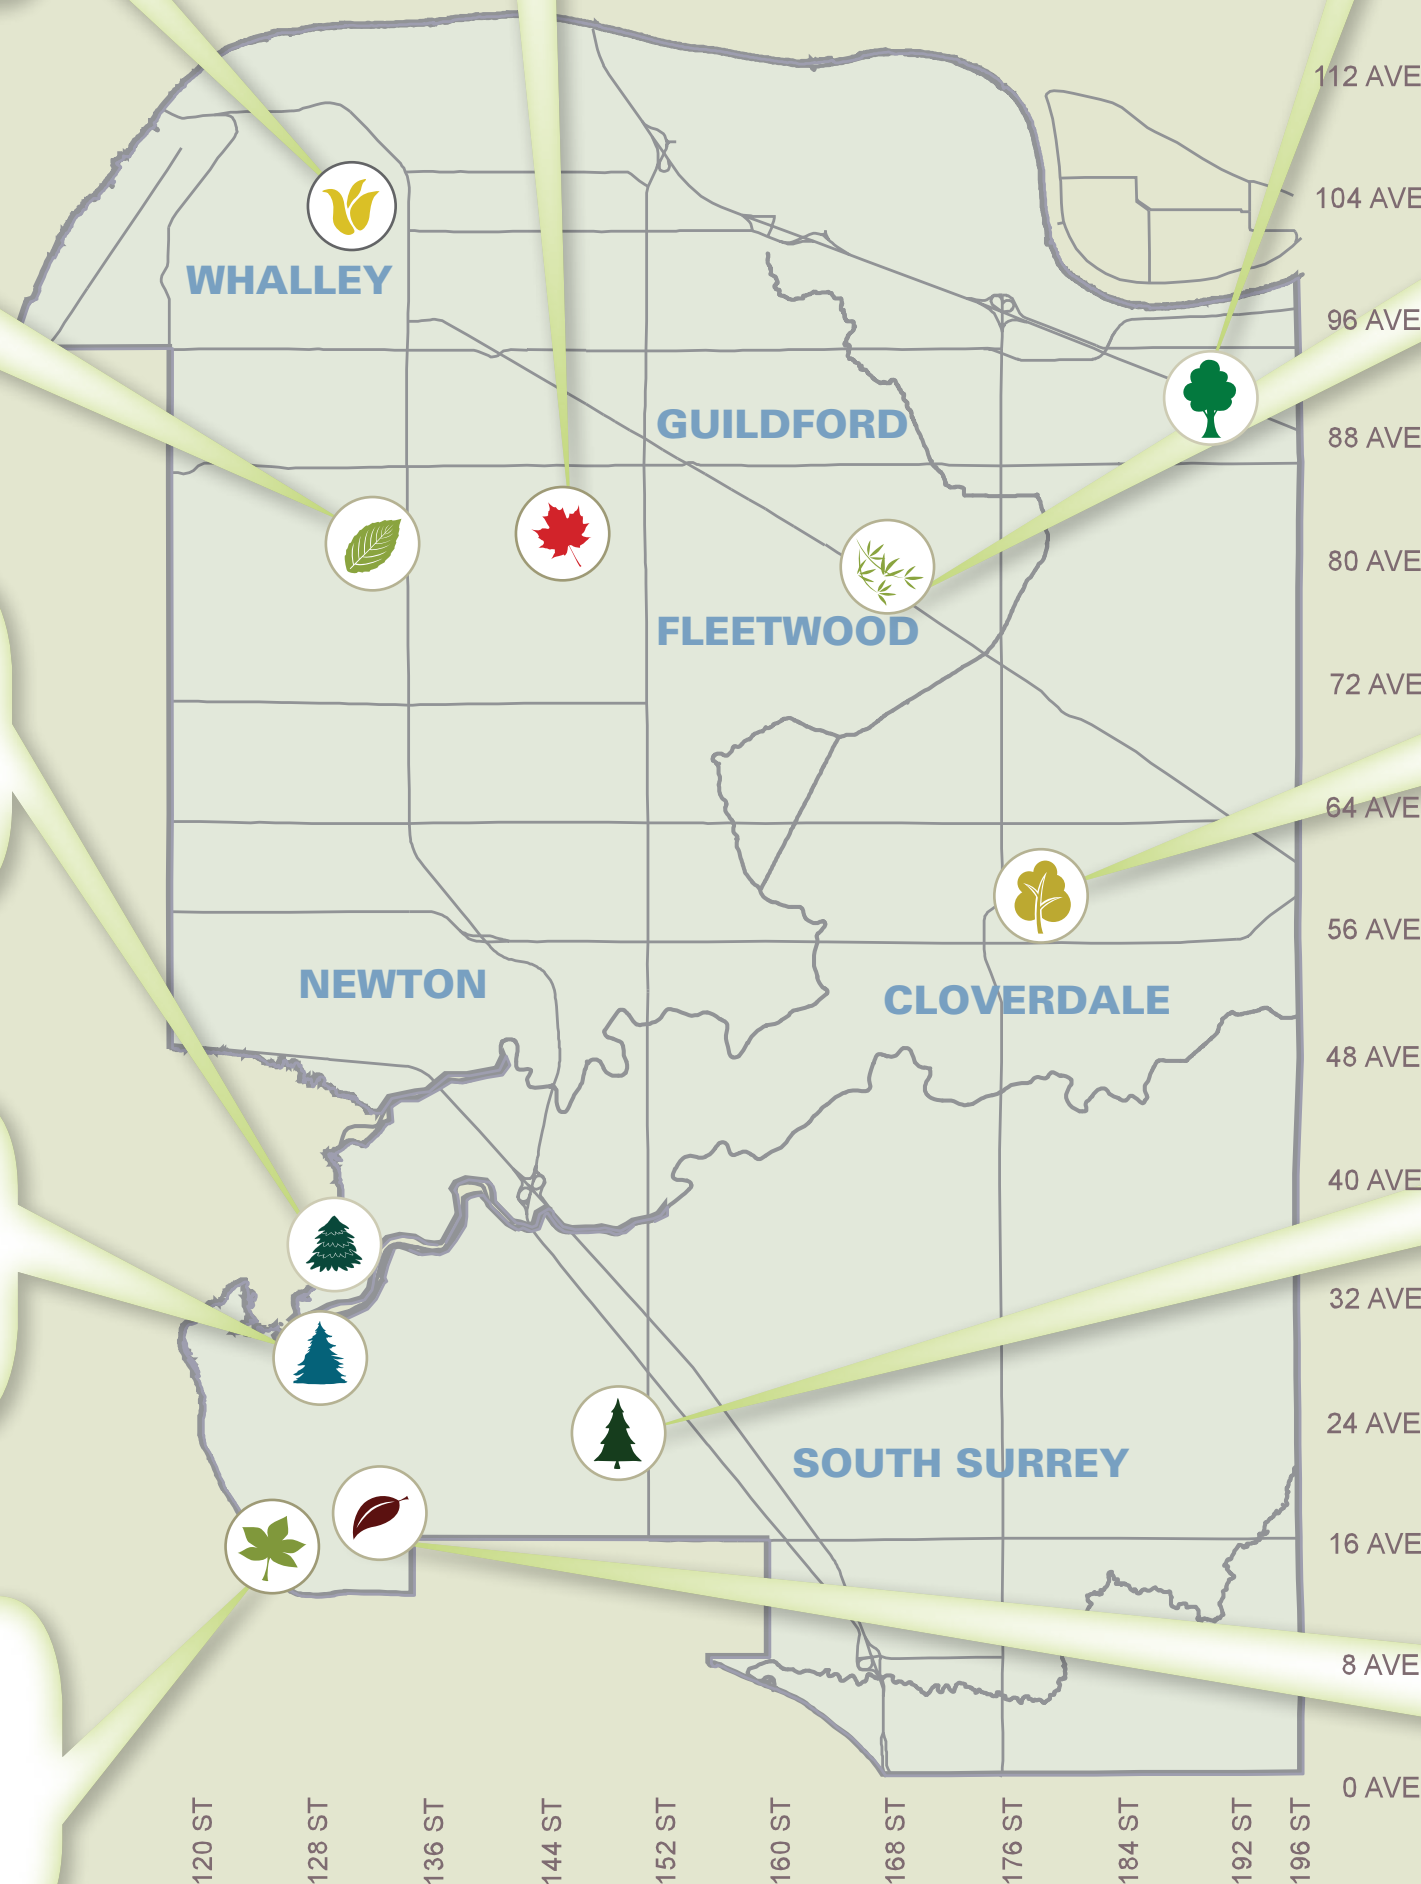 112 AVE
104 AVE
WHALLEY
96 AVE
GUILDFORD
88 AVE
80 AVE
FLEETWOOD
72 AVE
64 AVE
56 AVE
NEWTON
CLOVERDALE
48 AVE
40 AVE
32 AVE
24 AVE
SOUTH SURREY
16 AVE
8 AVE
0 AVE
120 ST
128 ST
136 ST
144 ST
152 ST
160 ST
168 ST
176 ST
184 ST
192 ST
196 ST